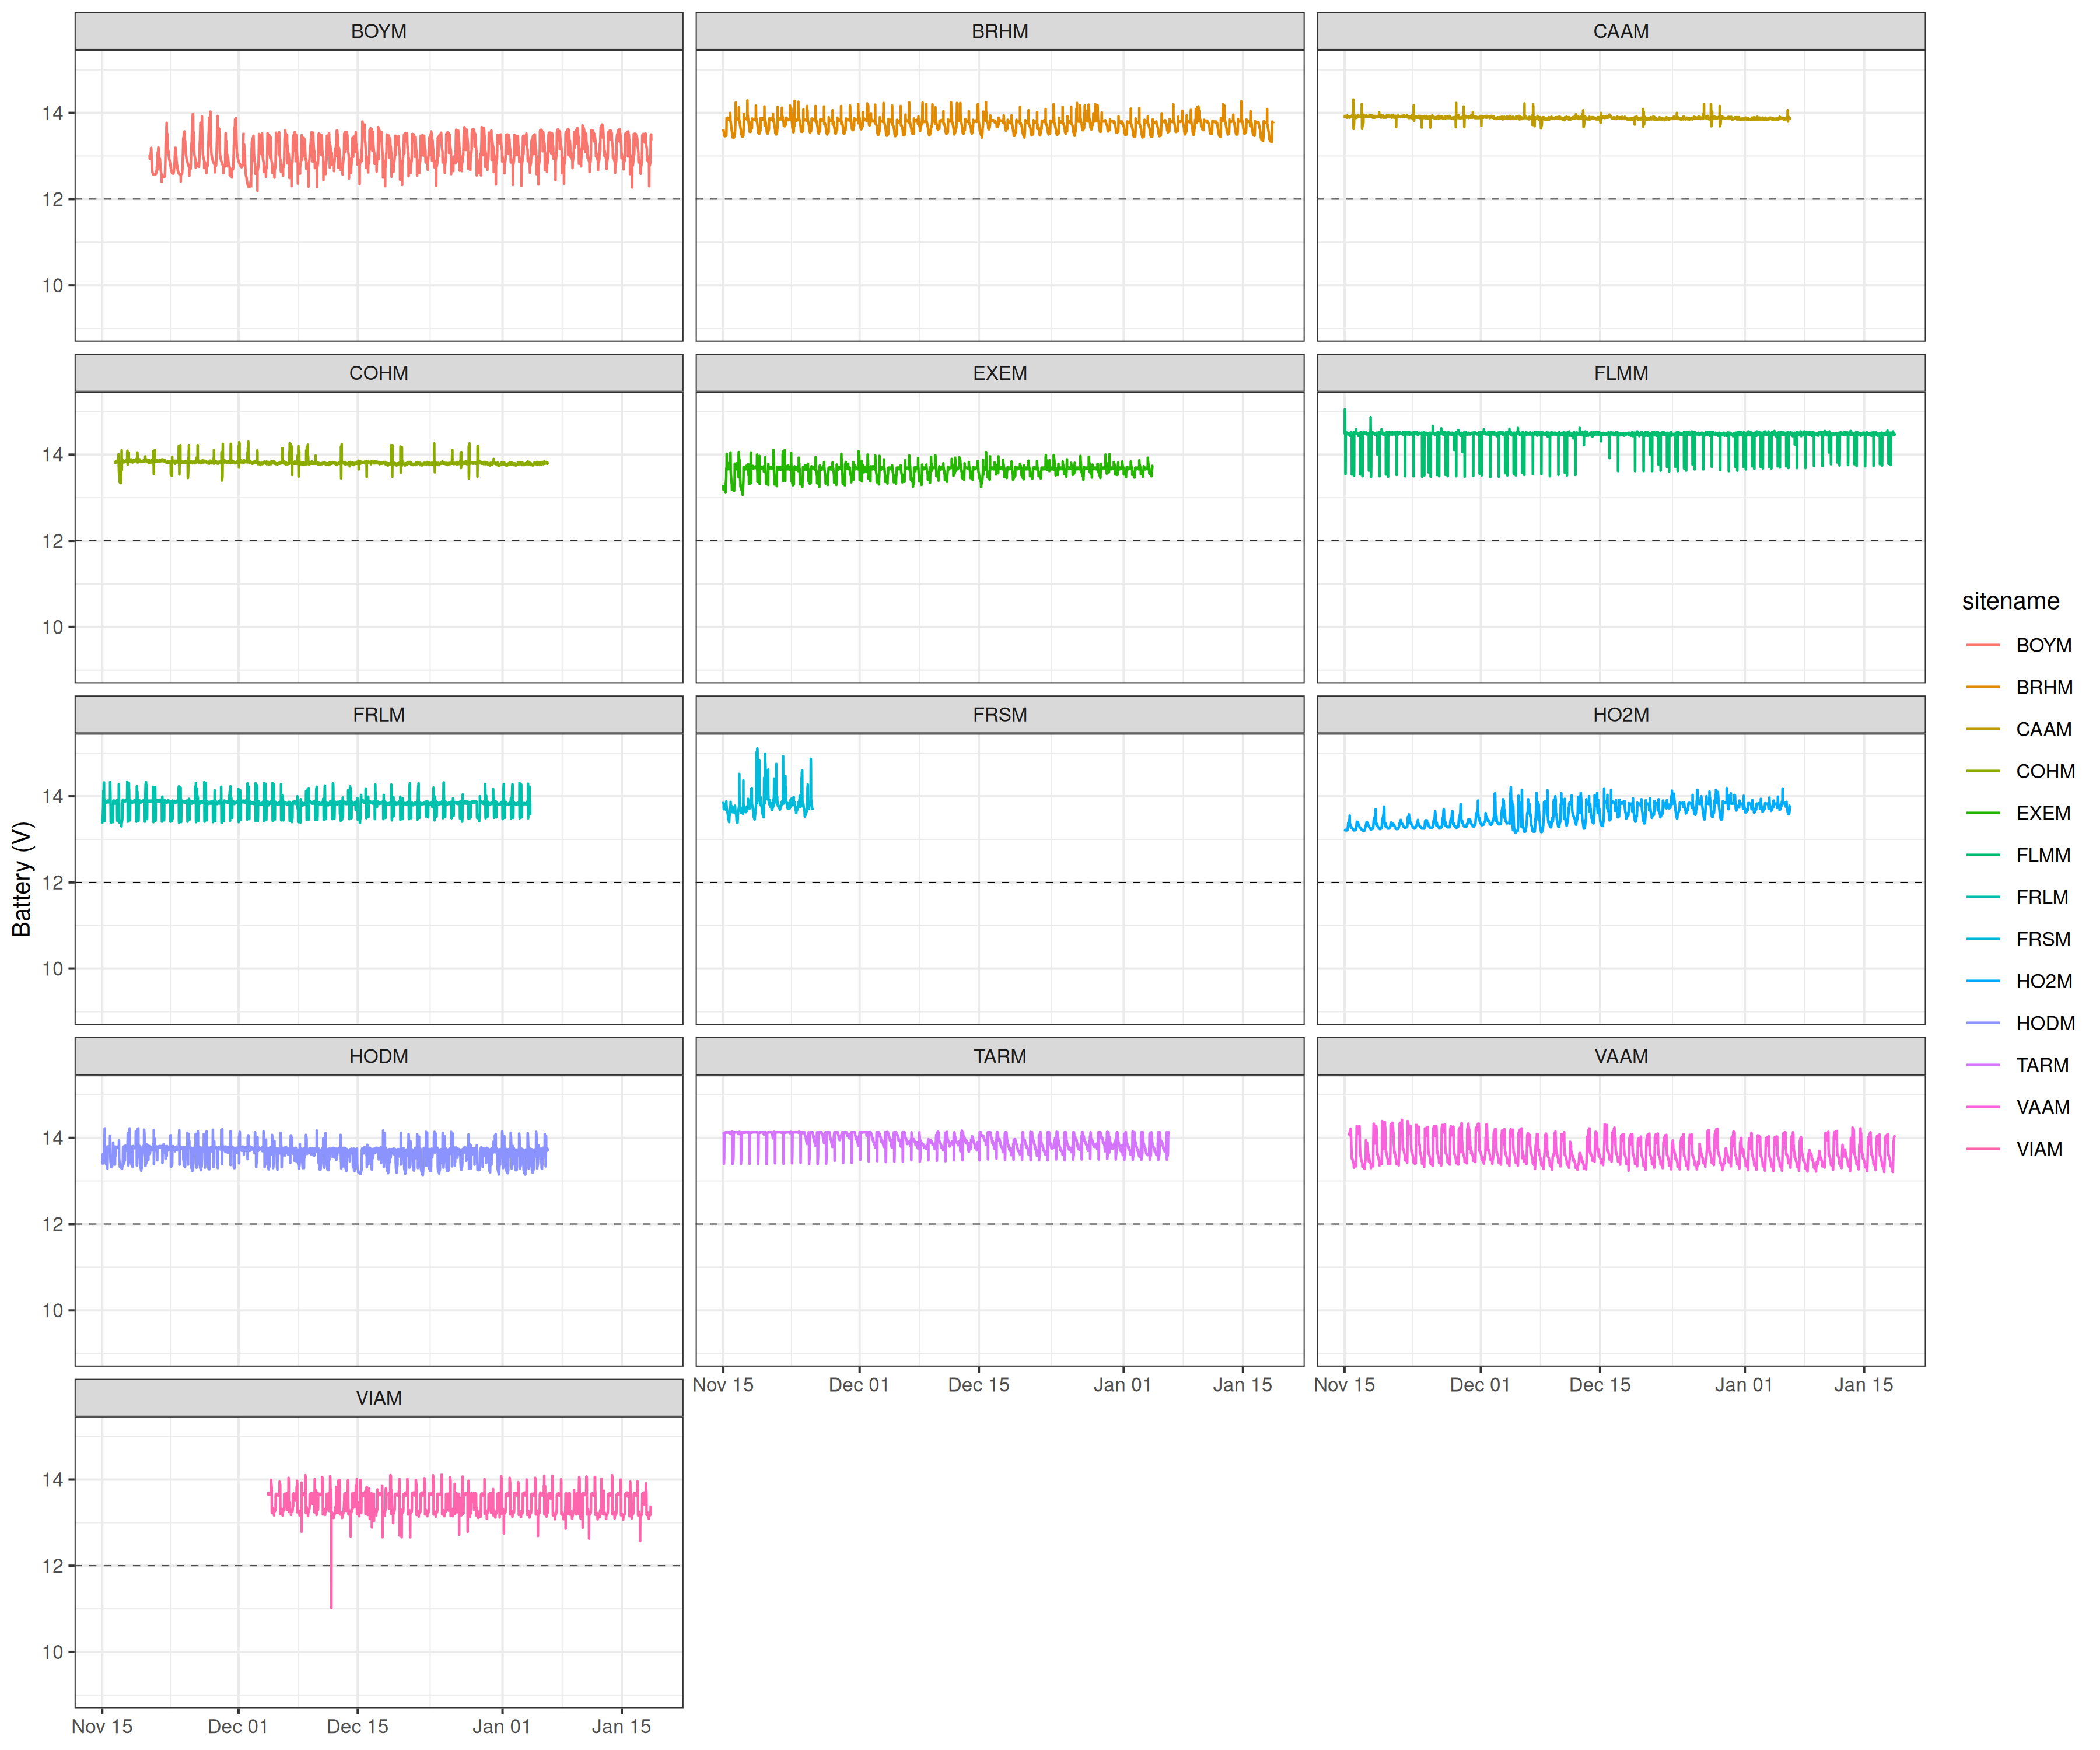 BOYM BRHM CAAM
14
12
10
COHM EXEM FLMM
14
12
10
FRLM FRSM HO2M
14
12
10
HODM TARM VAAM
14
12
10
Nov 15 Dec 01 Dec 15 Jan 01 Jan 15 Nov 15 Dec 01 Dec 15 Jan 01 Jan 15
VIAM
14
12
10
Nov 15 Dec 01 Dec 15 Jan 01 Jan 15
Battery (V)
sitename
BOYM
BRHM
CAAM
COHM
EXEM
FLMM
FRLM
FRSM
HO2M
HODM
TARM
VAAM
VIAM